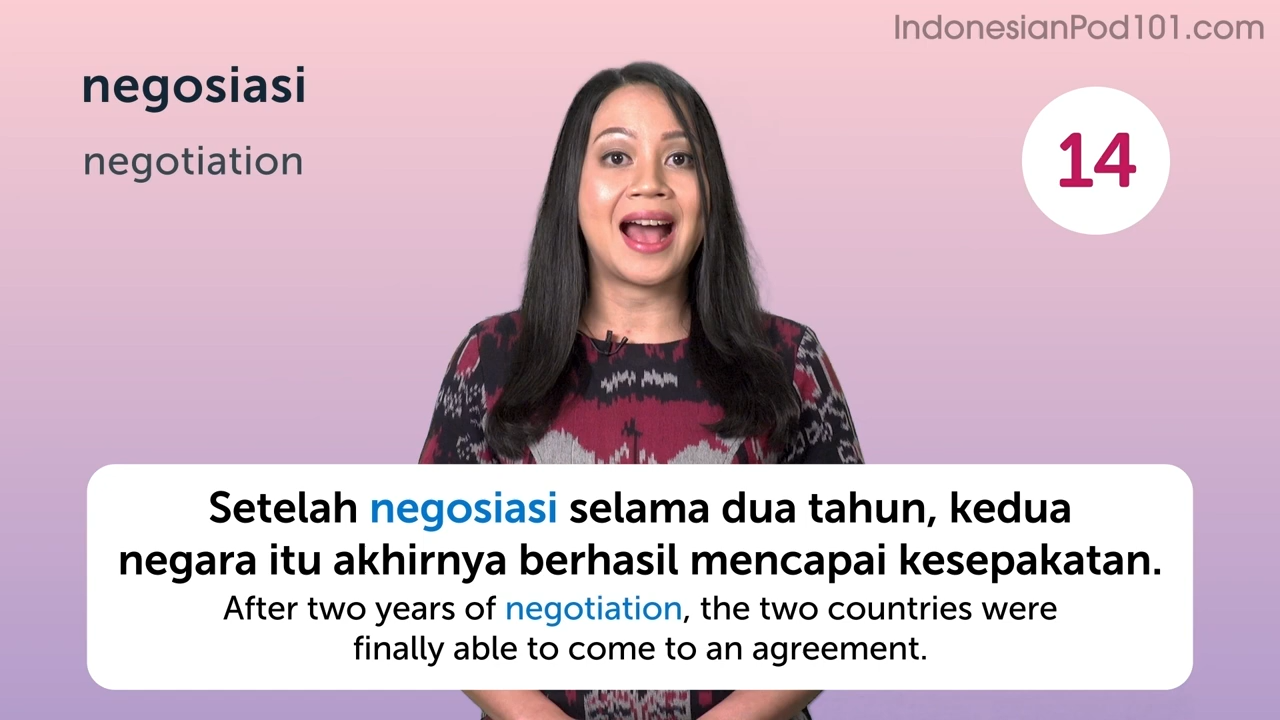 IndonesianPod101.com
negosiasi
negotiation
14
Setelah negosiasi selama dua tahun, kedua
negara itu akhirnya berhasil mencapai kesepakatan.
After two years of negotiation, the two countries were
finally able to come to an agreement.